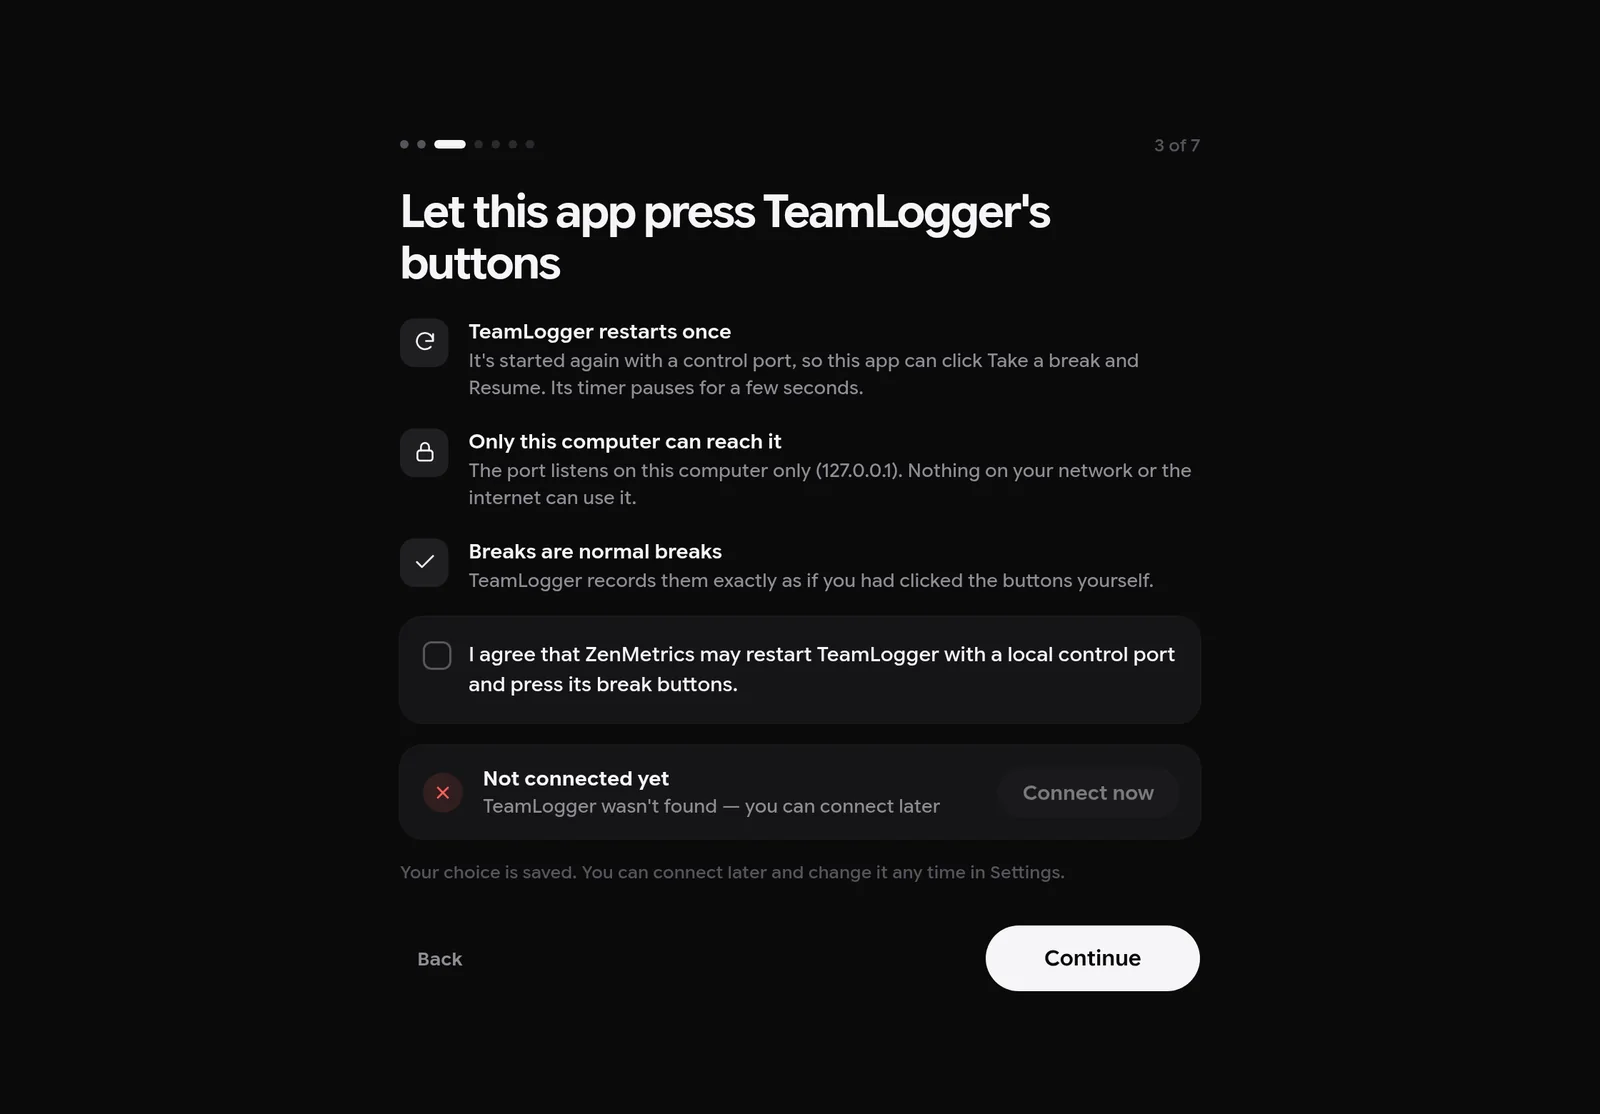 3 of 7
Let this app press TeamLogger's
buttons
TeamLogger restarts once
It's started again with a control port, so this app can click Take a break and
Resume. Its timer pauses for a few seconds.
Only this computer can reach it
The port listens on this computer only (127.0.0.1). Nothing on your network or the
internet can use it.
Breaks are normal breaks
TeamLogger records them exactly as if you had clicked the buttons yourself.
I agree that ZenMetrics may restart TeamLogger with a local control port
and press its break buttons.
Not connected yet
TeamLogger wasn't found — you can connect later
Connect now
Your choice is saved. You can connect later and change it any time in Settings.
Back
Continue